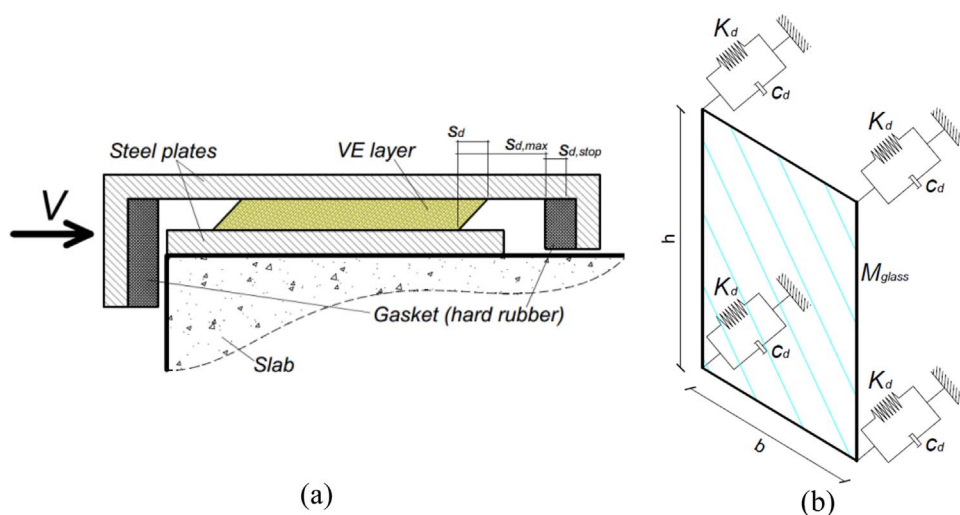 Steel plates
VE layer
Sd
Sd,max
Sd,stop
V
Gasket (hard rubber)
Slab
(a)
Kd
Cd
Kd
Cd
h
Mglass
Kd
Cd
Kd
Cd
b
(b)